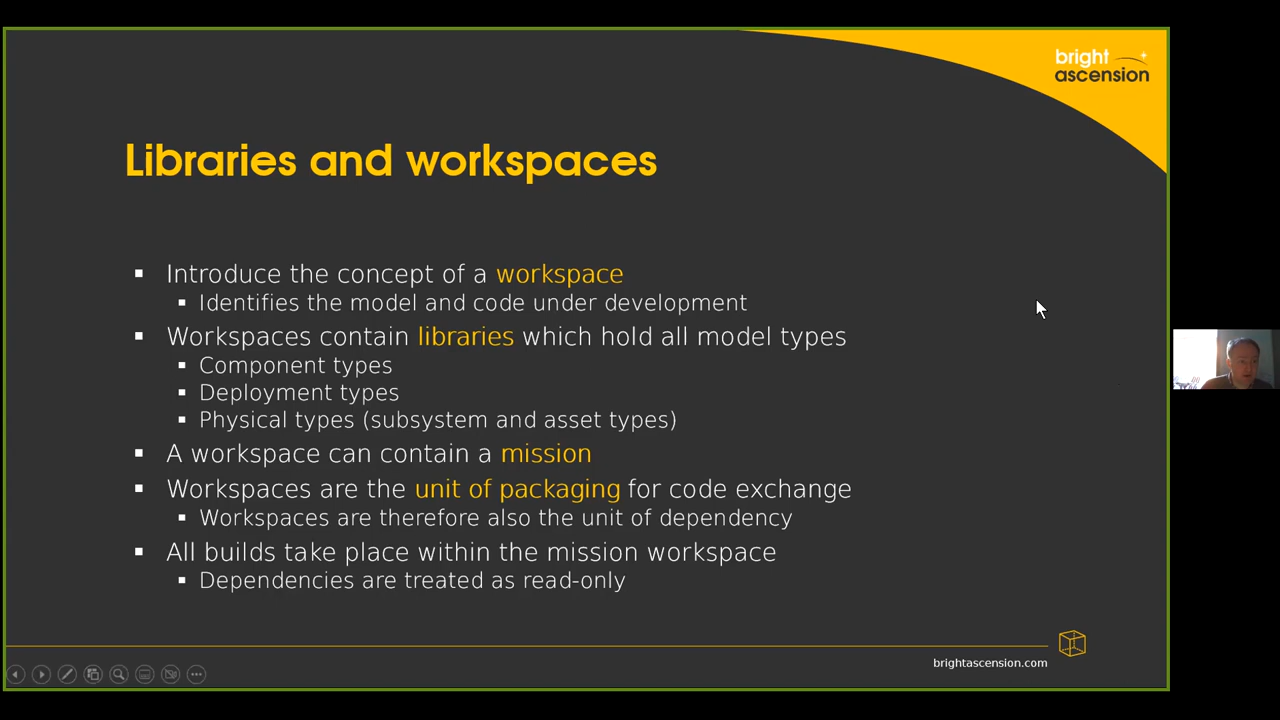 bright
ascension
Libraries and workspaces
Introduce the concept of a workspace
Identifies the model and code under development
Workspaces contain libraries which hold all model types
Component types
Deployment types
Physical types (subsystem and asset types)
A workspace can contain a mission
Workspaces are the unit of packaging for code exchange
Workspaces are therefore also the unit of dependency
All builds take place within the mission workspace
Dependencies are treated as read-only
brightascension.com